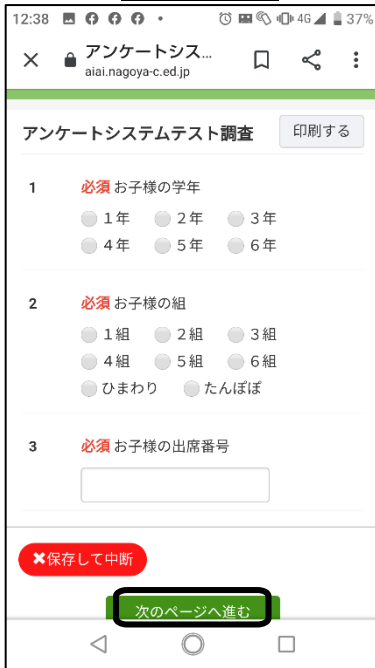 12:38 4G 37%
アンケートシス...
aiai.nagoya-c.ed.jp
アンケートシステムテスト調査 印刷する
1 必須 お子様の学年
1年 2年 3年
4年 5年 6年
2 必須 お子様の組
1組 2組 3組
4組 5組 6組
ひまわり たんぽぽ
3 必須 お子様の出席番号
✖保存して中断
次のページへ進む